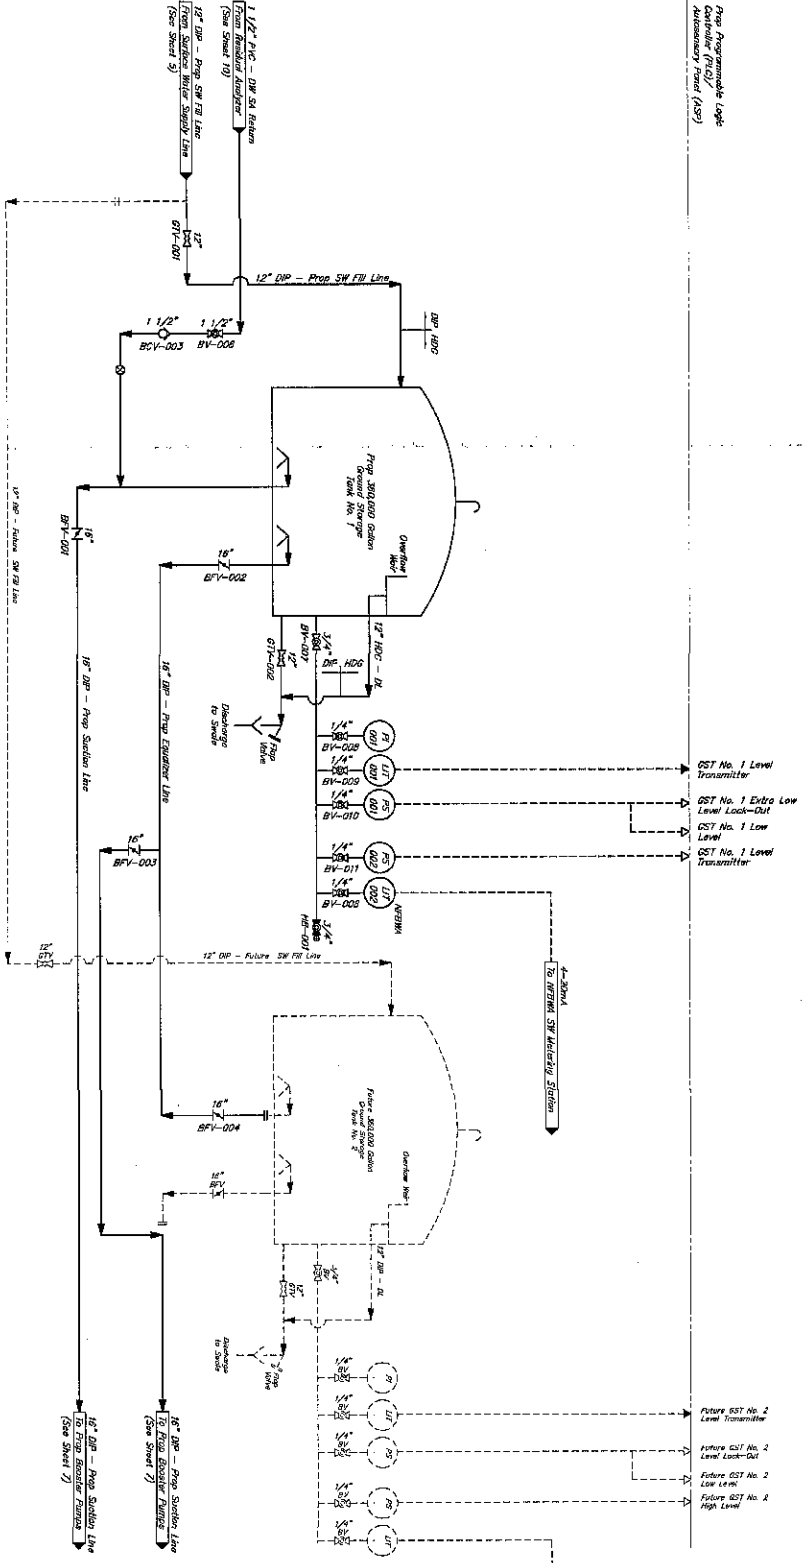 Prop Programmable Logic
Controller (PLC)/
Autosensory Panel (ASP)
1 1/2" PVC - DW SA Return
From Residual Analyzer
(See Sheet 10)
12" DIP - Prop SW Fill Line
From Surface Water Supply Line
(See Sheet 5)
12"
GTV-001
12" DIP - Prop SW Fill Line
DIP HDG
1 1/2"
BCV-003
1 1/2"
BV-006
Prop 360,000 Gallon
Ground Storage
Tank No. 1
Overflow
Weir
16"
BFV-001
16"
BFV-002
12" DIP - Future SW Fill Line
16" DIP - Prop Suction Line
16" DIP - Prop Equalizer Line
12"
GTV-002
3/4"
BV-007
12" HDG - DL
DIP HDG
Flap
Valve
Discharge
to Swale
1/4"
BV-008
PI
001
1/4"
BV-009
LIT
001
1/4"
BV-010
PS
001
1/4"
BV-011
PS
002
1/4"
BV-003
LIT
002
NFBWA
3/4"
HB-001
GST No. 1 Level
Transmitter
GST No. 1 Extra Low
Level Lock-Out
GST No. 1 Low
Level
GST No. 1 Level
Transmitter
4-20mA
To NFBWA SW Metering Station
16"
BFV-003
12"
GTV
12" DIP - Future SW Fill Line
Future 360,000 Gallon
Ground Storage
Tank No. 2
Overflow Weir
16"
BFV-004
16"
BFV
12"
GTV
3/4"
BV
12" DIP - DL
Flap
Valve
Discharge
to Swale
1/4"
BV
PI
1/4"
BV
LIT
1/4"
BV
PS
1/4"
BV
PS
1/4"
BV
LIT
Future GST No. 2
Level Transmitter
Future GST No. 2
Level Lock-Out
Future GST No. 2
Low Level
Future GST No. 2
High Level
16" DIP - Prop Suction Line
To Prop Booster Pumps
(See Sheet 7)
16" DIP - Prop Suction Line
To Prop Booster Pumps
(See Sheet 7)